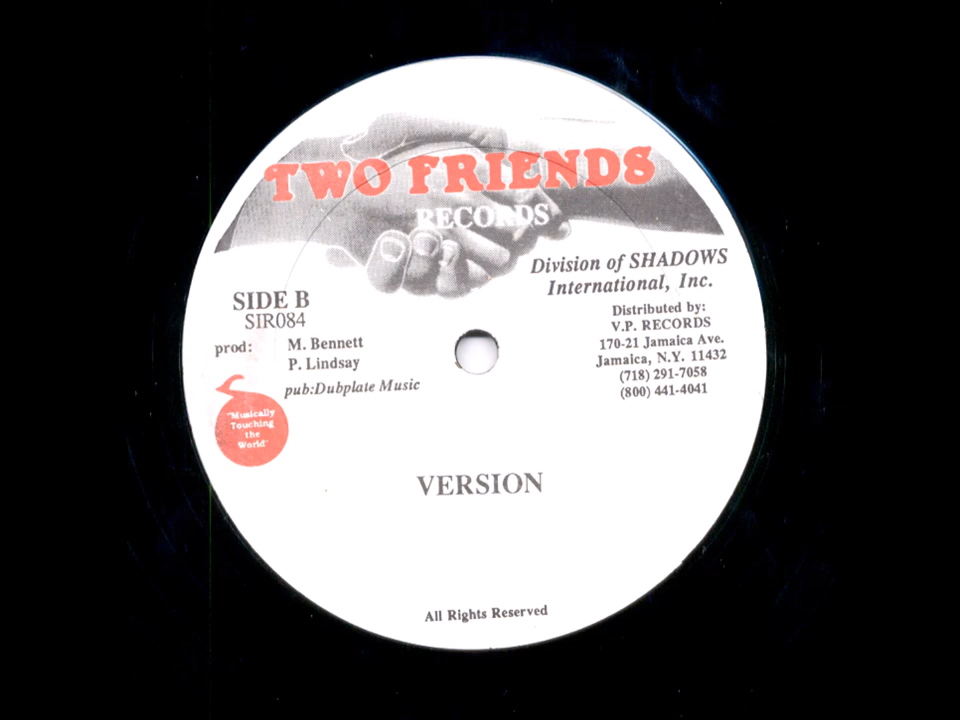 TWO FRIENDS
RECORDS
Division of SHADOWS
International, Inc.
SIDE B
SIR084
prod: M. Bennett
P. Lindsay
pub:Dubplate Music
Distributed by:
V.P. RECORDS
170-21 Jamaica Ave.
Jamaica, N.Y. 11432
(718) 291-7058
(800) 441-4041
"Musically
Touching
the
World"
VERSION
All Rights Reserved